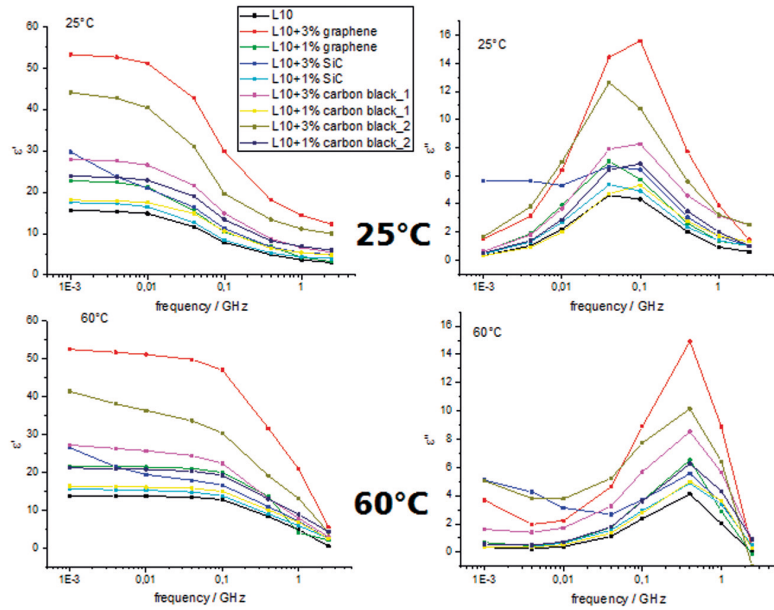 25°C
L10
L10+3% graphene
L10+1% graphene
L10+3% SiC
L10+1% SiC
L10+3% carbon black_1
L10+1% carbon black_1
L10+3% carbon black_2
L10+1% carbon black_2
60
50
40
30
20
10
0
ε'
1E-3 0,01 0,1 1
frequency / GHz
25°C
25°C
16
14
12
10
8
6
4
2
0
ε"
1E-3 0,01 0,1 1
frequency / GHz
60°C
60
50
40
30
20
10
0
ε'
1E-3 0,01 0,1 1
frequency / GHz
60°C
60°C
16
14
12
10
8
6
4
2
0
ε"
1E-3 0,01 0,1 1
frequency / GHz